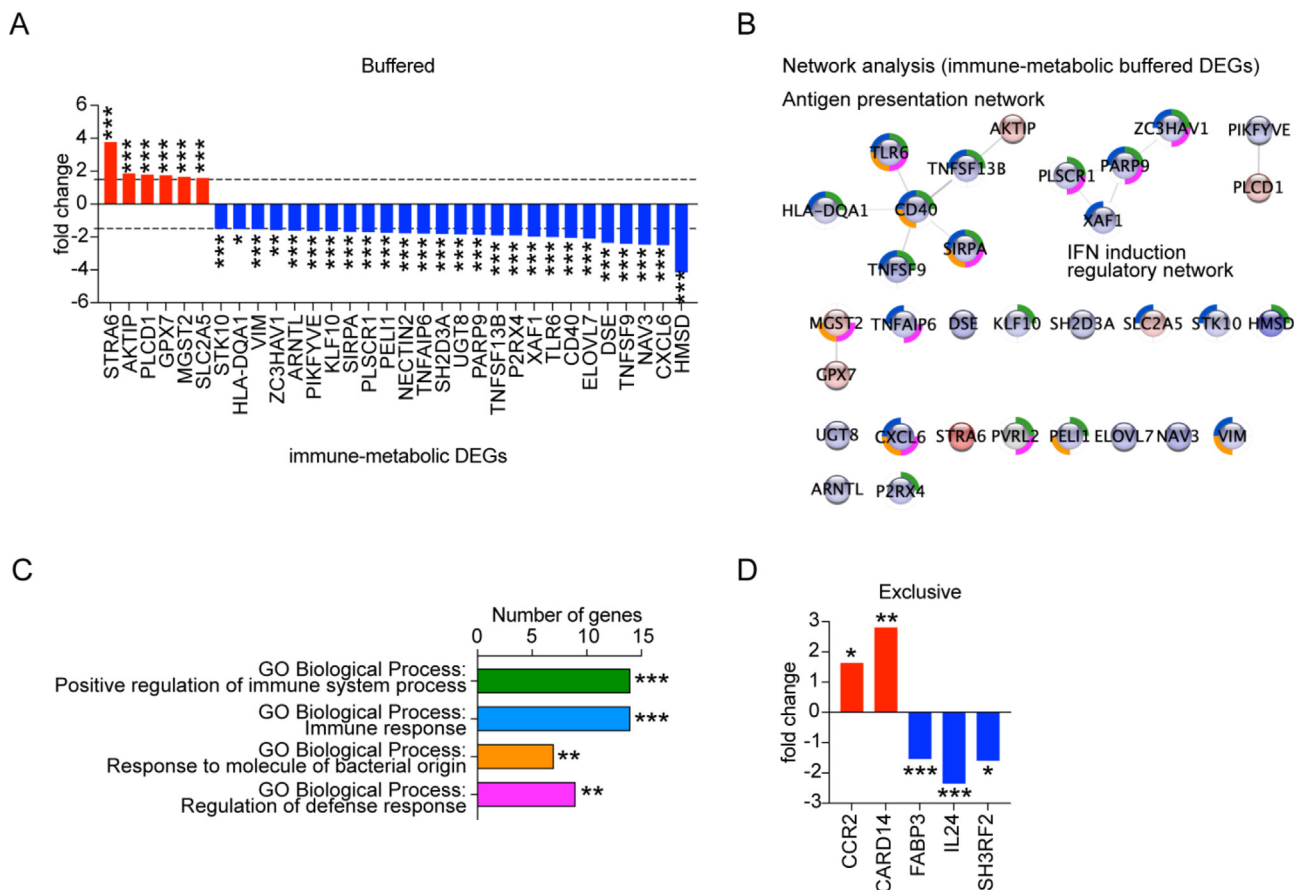 A
Buffered
fold change
6
4
2
0
-2
-4
-6
*** *** *** *** *** ***
*** * *** *** *** *** *** *** *** *** *** *** *** *** *** *** *** *** *** *** *** *** *** *** ***
STRA6
AKTIP
PLCD1
GPX7
MGST2
SLC2A5
STK10
HLA-DQA1
VIM
ZC3HAV1
ARNTL
PIKFYVE
KLF10
SIRPA
PLSCR1
PELI1
NECTIN2
TNFAIP6
SH2D3A
UGT8
PARP9
TNFSF13B
P2RX4
XAF1
TLR6
CD40
ELOVL7
DSE
TNFSF9
NAV3
CXCL6
HMSD
immune-metabolic DEGs
B
Network analysis (immune-metabolic buffered DEGs)
Antigen presentation network
AKTIP
TLR6
TNFSF13B
HLA-DQA1
CD40
SIRPA
TNFSF9
ZC3HAV1
PARP9
PLSCR1
XAF1
IFN induction
regulatory network
PIKFYVE
PLCD1
MGST2 TNFAIP6 DSE KLF10 SH2D3A SLC2A5 STK10 HMSD
GPX7
UGT8 CXCL6 STRA6 PVRL2 PELI1 ELOVL7 NAV3 VIM
ARNTL P2RX4
C
Number of genes
0 5 10 15
GO Biological Process:
Positive regulation of immune system process
***
GO Biological Process:
Immune response
***
GO Biological Process:
Response to molecule of bacterial origin
**
GO Biological Process:
Regulation of defense response
**
D
Exclusive
fold change
3
2
1
0
-1
-2
-3
* ** *** *** *
CCR2
CARD14
FABP3
IL24
SH3RF2